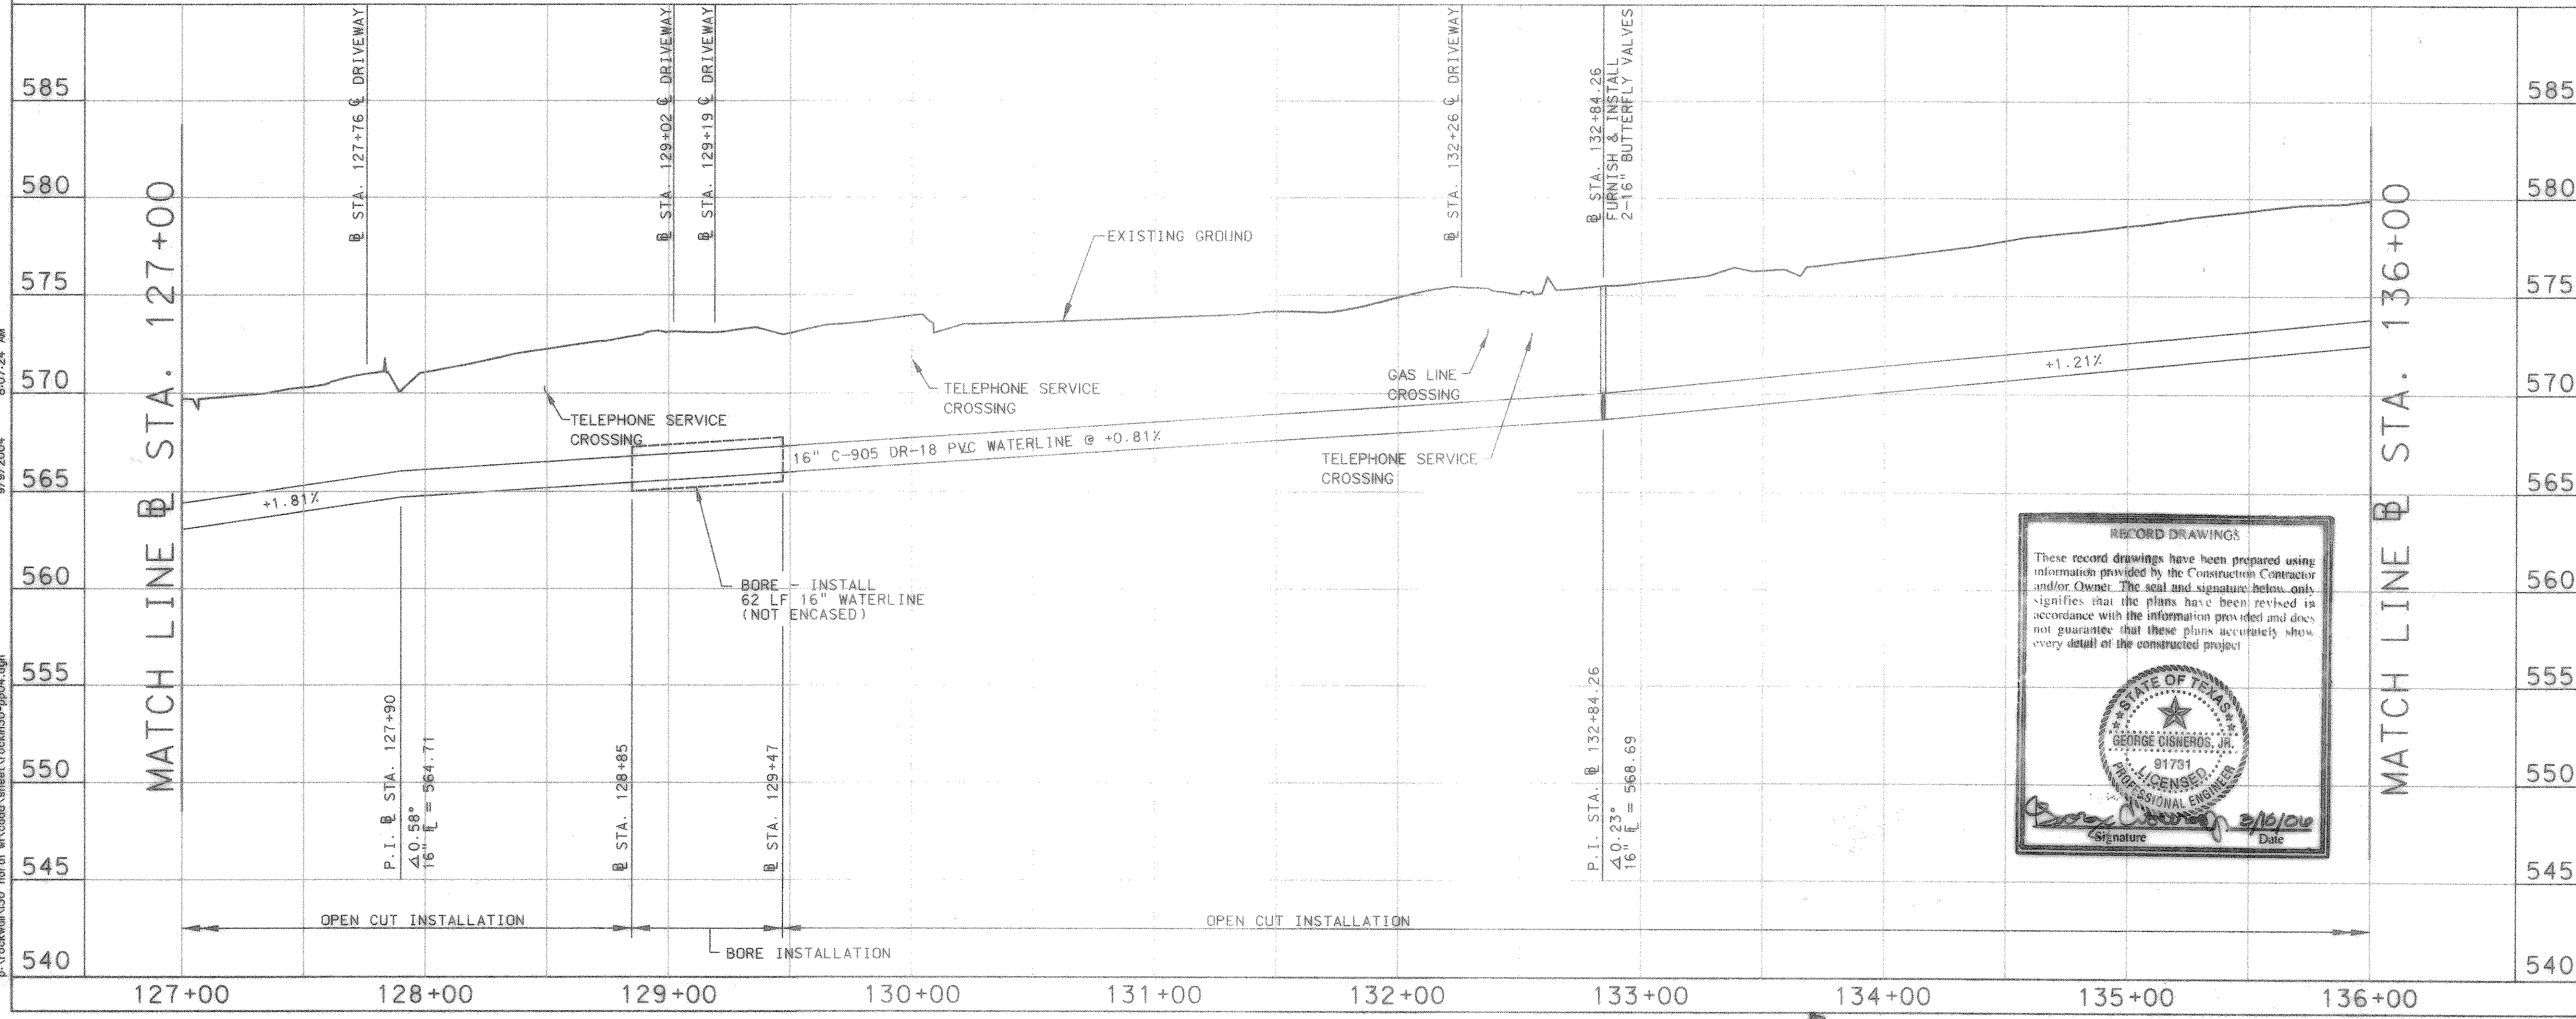 ℄ STA. 127+76 ℄ DRIVEWAY
℄ STA. 129+02 ℄ DRIVEWAY
℄ STA. 129+19 ℄ DRIVEWAY
℄ STA. 132+26 ℄ DRIVEWAY
℄ STA. 132+84.26
FURNISH & INSTALL
2-16" BUTTERFLY VALVES
585
580
575
570
565
560
555
550
545
540
585
580
575
570
565
560
555
550
545
540
MATCH LINE ℄ STA. 127+00
MATCH LINE ℄ STA. 136+00
EXISTING GROUND
TELEPHONE SERVICE
CROSSING
TELEPHONE SERVICE
CROSSING
GAS LINE
CROSSING
TELEPHONE SERVICE
CROSSING
+1.81%
16" C-905 DR-18 PVC WATERLINE @ +0.81%
+1.21%
BORE - INSTALL
62 LF 16" WATERLINE
(NOT ENCASED)
P.I. ℄ STA. 127+90
∆0.58°
16" ℄ = 564.71
℄ STA. 128+85
℄ STA. 129+47
P.I. STA. ℄ 132+84.26
∆0.23°
16" ℄ = 568.69
OPEN CUT INSTALLATION
BORE INSTALLATION
OPEN CUT INSTALLATION
127+00 128+00 129+00 130+00 131+00 132+00 133+00 134+00 135+00 136+00
RECORD DRAWINGS
These record drawings have been prepared using
information provided by the Construction Contractor
and/or Owner. The seal and signature below only
signifies that the plans have been revised in
accordance with the information provided and does
not guarantee that these plans accurately show
every detail of the constructed project
STATE OF TEXAS
GEORGE CISNEROS, JR.
91731
LICENSED
PROFESSIONAL ENGINEER
3/16/06
Signature
Date